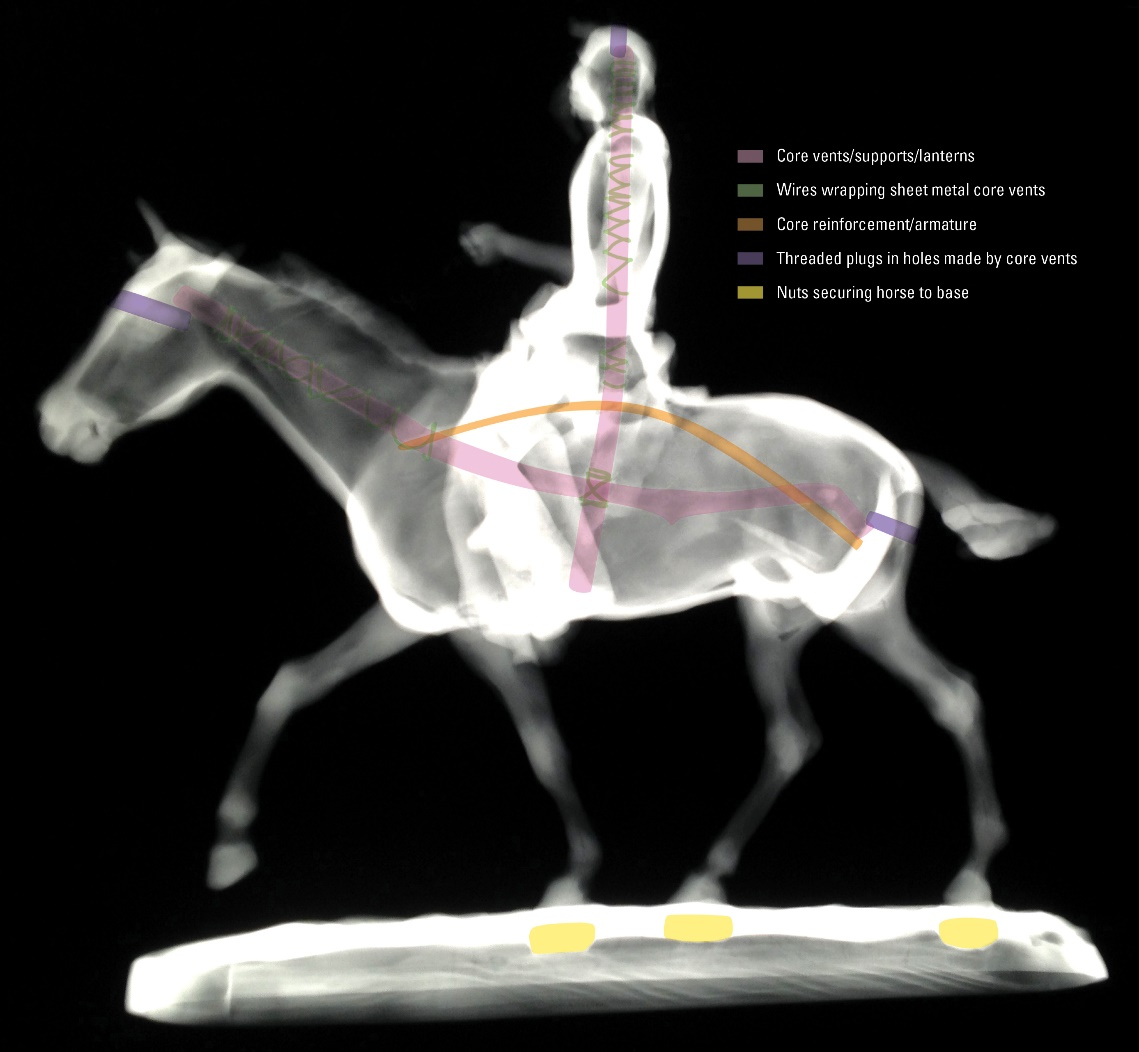 Core vents/supports/lanterns
Wires wrapping sheet metal core vents
Core reinforcement/armature
Threaded plugs in holes made by core vents
Nuts securing horse to base